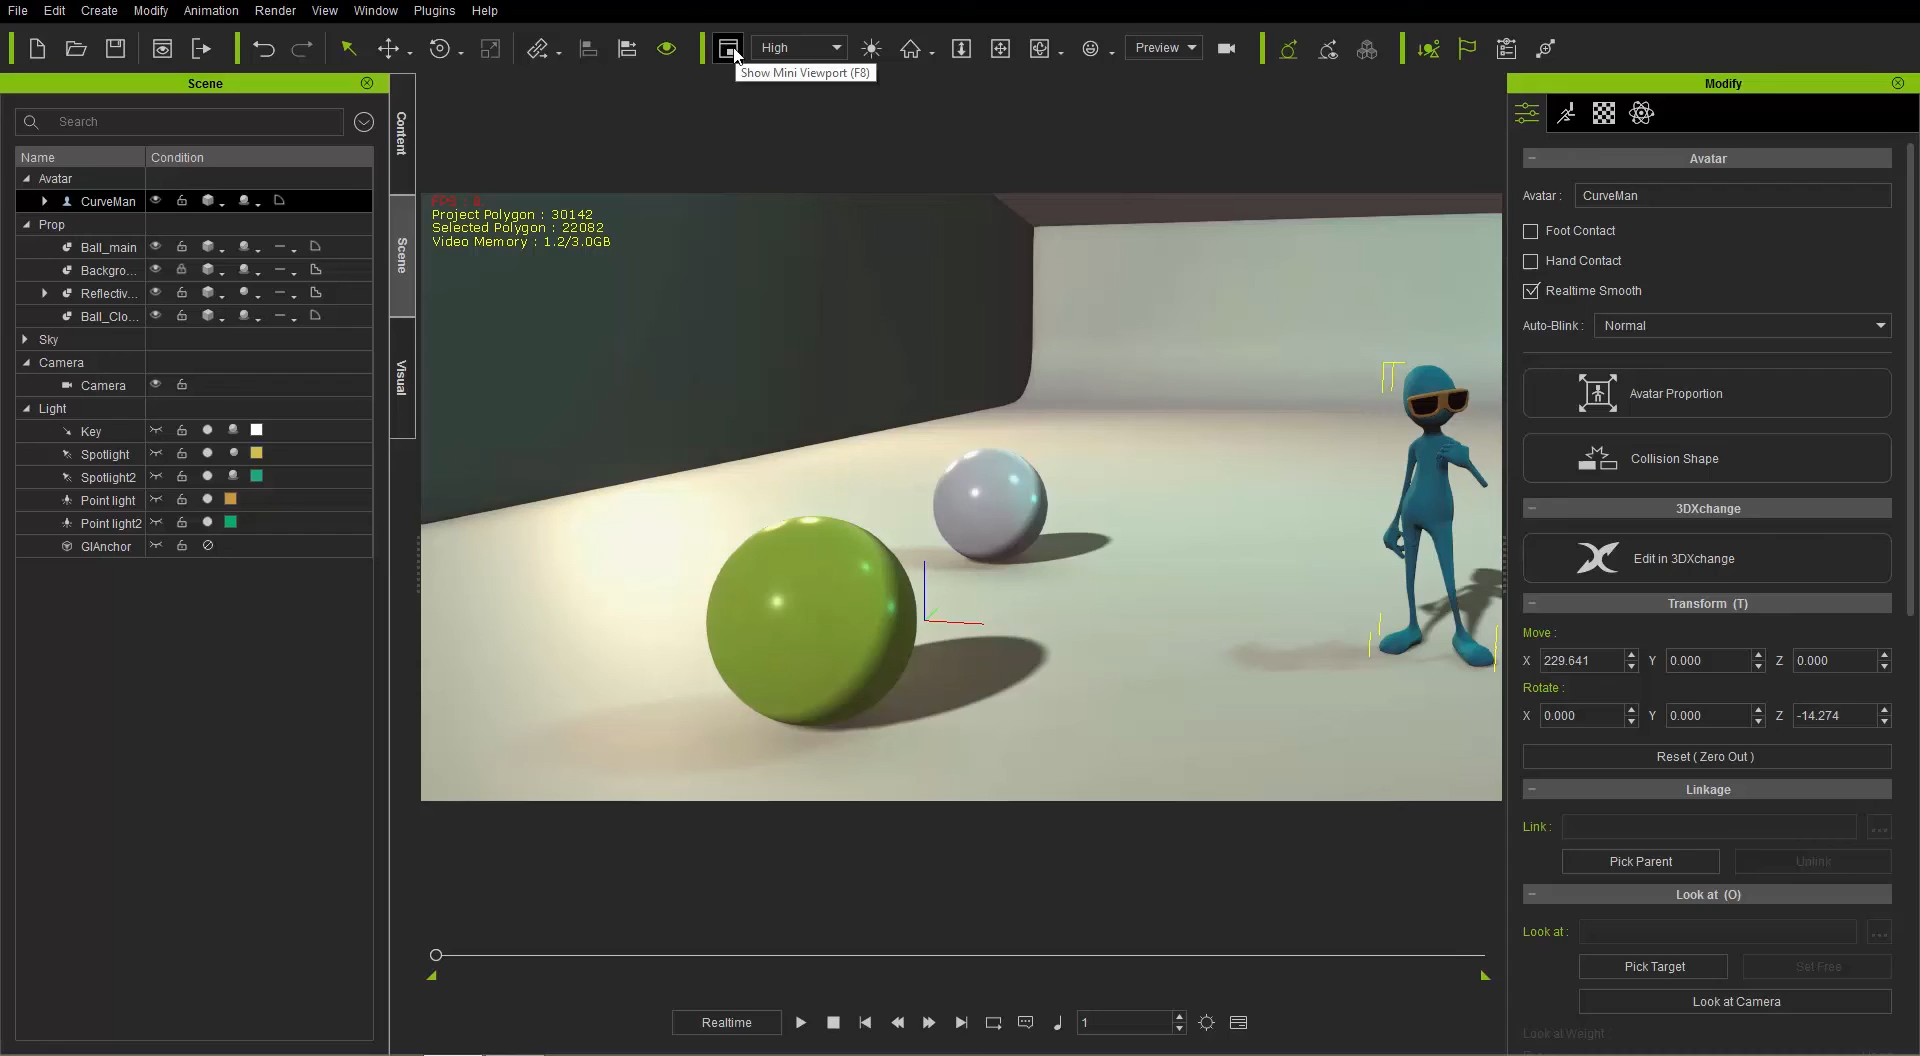 File Edit Create Modify Animation Render View Window Plugins Help
High
Preview
Show Mini Viewport (F8)
Scene
Search
Name Condition
Avatar
CurveMan
Prop
Ball_main
Backgro...
Reflectiv...
Ball_Clo...
Sky
Camera
Camera
Light
Key
Spotlight
Spotlight2
Point light
Point light2
GIAnchor
Content
Scene
Visual
Project Polygon : 30142
Selected Polygon : 22082
Video Memory : 1.2/3.0GB
Realtime
1
Modify
Avatar
Avatar : CurveMan
Foot Contact
Hand Contact
Realtime Smooth
Auto-Blink : Normal
Avatar Proportion
Collision Shape
3DXchange
Edit in 3DXchange
Transform (T)
Move :
X 229.641 Y 0.000 Z 0.000
Rotate :
X 0.000 Y 0.000 Z -14.274
Reset ( Zero Out )
Linkage
Link : ...
Pick Parent Unlink
Look at (O)
Look at : ...
Pick Target Set Free
Look at Camera
Look at Weight